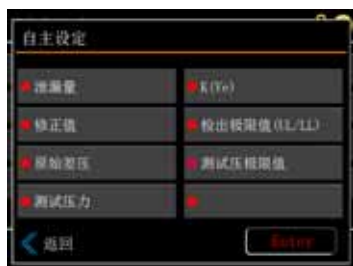 自主设定
泄漏量
K(Ve)
修正值
检出极限值(UL/LL)
原始差压
测试压极限值
测试压力
返回
Enter